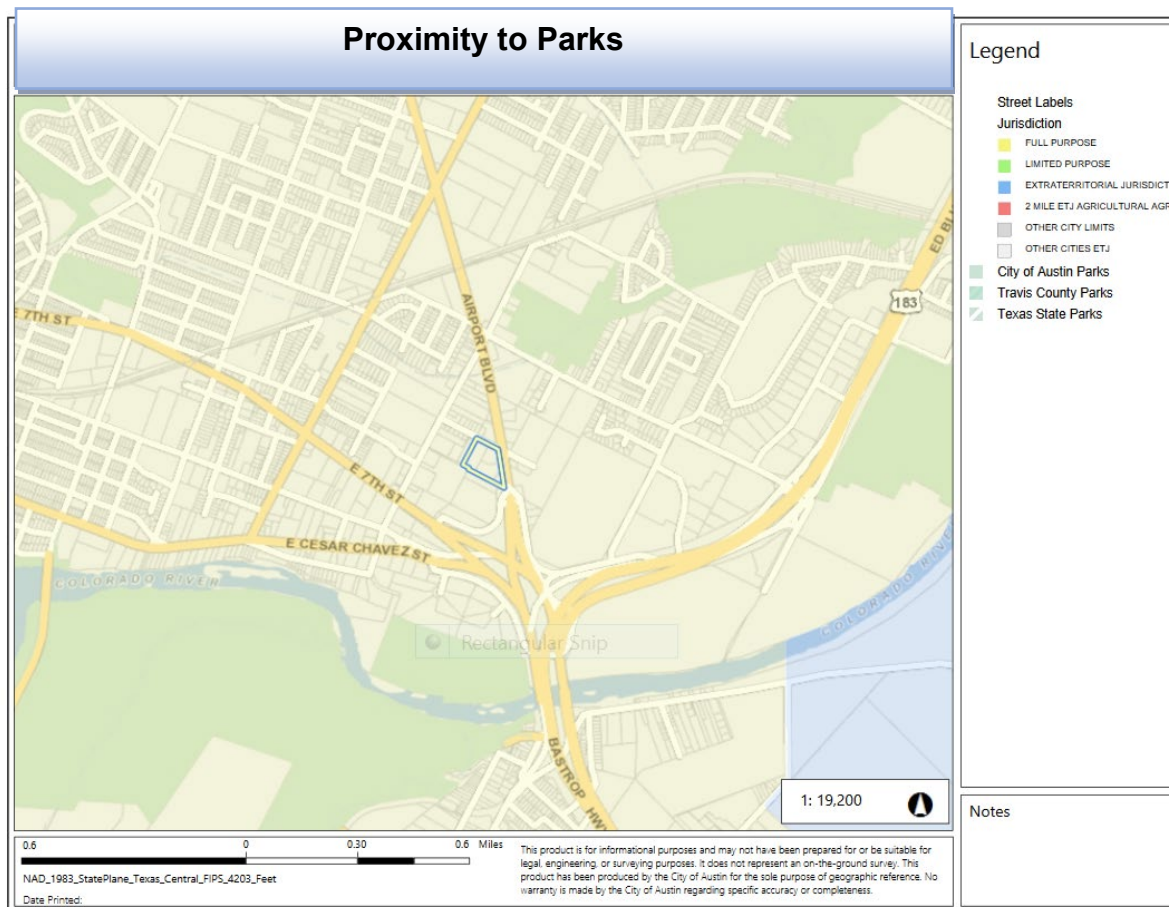 Proximity to Parks
Legend
Street Labels
Jurisdiction
FULL PURPOSE
LIMITED PURPOSE
EXTRATERRITORIAL JURISDICT
2 MILE ETJ AGRICULTURAL AGR
OTHER CITY LIMITS
OTHER CITIES ETJ
City of Austin Parks
Travis County Parks
Texas State Parks
ED BL
183
AIRPORT BLVD
E 7TH ST
E 7TH ST
E CESAR CHAVEZ ST
COLORADO RIVER
COLORADO RIVE
Rectangular Snip
BASTROP HWY
1: 19,200
Notes
0.6 0 0.30 0.6 Miles
NAD_1983_StatePlane_Texas_Central_FIPS_4203_Feet
Date Printed:
This product is for informational purposes and may not have been prepared for or be suitable for
legal, engineering, or surveying purposes. It does not represent an on-the-ground survey. This
product has been produced by the City of Austin for the sole purpose of geographic reference. No
warranty is made by the City of Austin regarding specific accuracy or completeness.